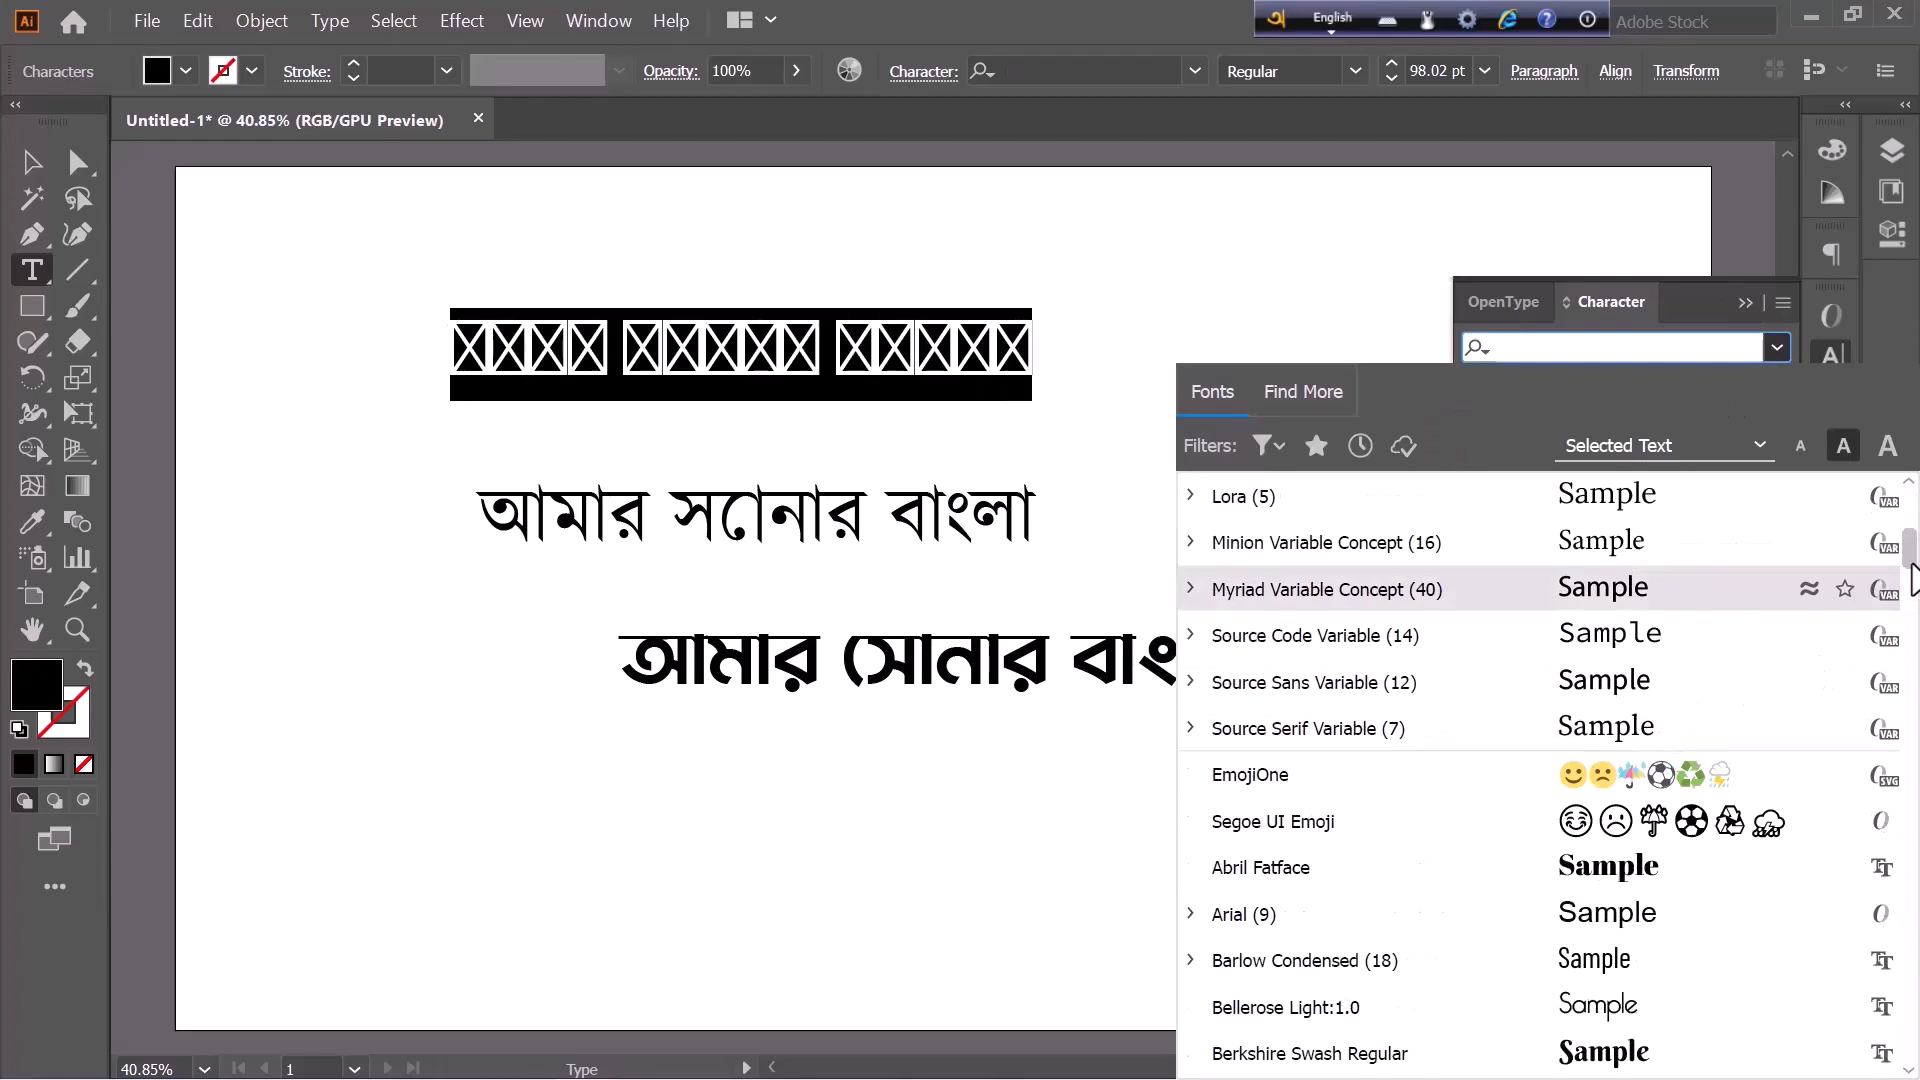 Ai File Edit Object Type Select Effect View Window Help English Adobe Stock
Characters Stroke: Opacity: 100% Character: Regular 98.02 pt Paragraph Align Transform
Untitled-1* @ 40.85% (RGB/GPU Preview)
OpenType Character
Fonts Find More
Filters: Selected Text A A A
Lora (5) Sample
Minion Variable Concept (16) Sample
Myriad Variable Concept (40) Sample
Source Code Variable (14) Sample
Source Sans Variable (12) Sample
Source Serif Variable (7) Sample
EmojiOne
Segoe UI Emoji
Abril Fatface Sample
Arial (9) Sample
Barlow Condensed (18) Sample
Bellerose Light:1.0 Sample
Berkshire Swash Regular Sample
আমার সোনার বাংলা
আমার সোনার বাং
40.85% 1 Type